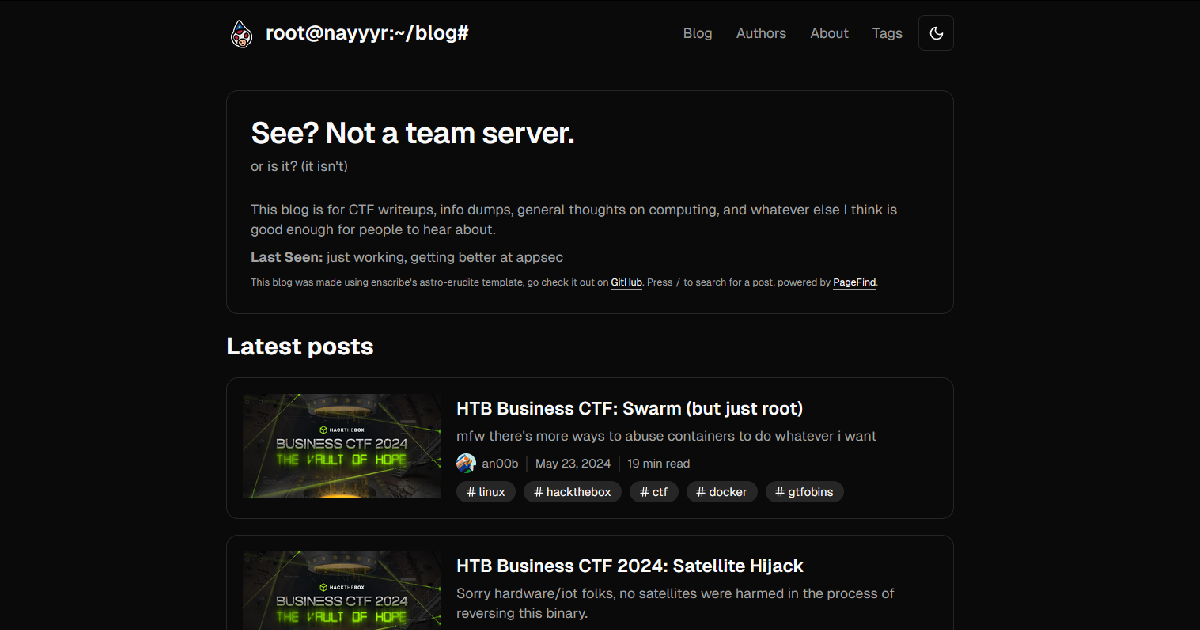 root@nayyyr:~/blog#
Blog
Authors
About
Tags
See? Not a team server.
or is it? (it isn't)
This blog is for CTF writeups, info dumps, general thoughts on computing, and whatever else I think is
good enough for people to hear about.
Last Seen: just working, getting better at appsec
This blog was made using enscribe's astro-erudite template, go check it out on GitHub. Press / to search for a post, powered by PageFind.
Latest posts
HACKTHEBOX
BUSINESS CTF 2024
THE VAULT OF HOPE
HTB Business CTF: Swarm (but just root)
mfw there's more ways to abuse containers to do whatever i want
an00b
May 23, 2024
19 min read
# linux
# hackthebox
# ctf
# docker
# gtfobins
HACKTHEBOX
BUSINESS CTF 2024
THE VAULT OF HOPE
HTB Business CTF 2024: Satellite Hijack
Sorry hardware/iot folks, no satellites were harmed in the process of
reversing this binary.